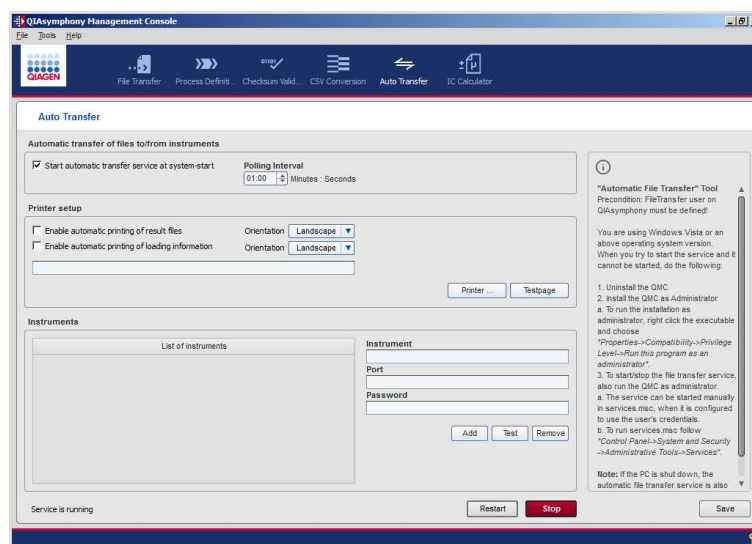 QIAsymphony Management Console
File Tools Help
QIAGEN
File Transfer
Process Definiti...
Checksum Valid...
CSV Conversion
Auto Transfer
IC Calculator
Auto Transfer
Automatic transfer of files to/from instruments
Start automatic transfer service at system-start
Polling Interval
01:00 Minutes : Seconds
Printer setup
Enable automatic printing of result files Orientation Landscape
Enable automatic printing of loading information Orientation Landscape
Printer ... Testpage
Instruments
List of instruments
Instrument
Port
Password
Add Test Remove
Service is running
Restart Stop
"Automatic File Transfer" Tool
Precondition: FileTransfer user on
QIAsymphony must be defined!
You are using Windows Vista or an
above operating system version.
When you try to start the service and it
cannot be started, do the following:
1. Uninstall the QMC.
2. Install the QMC as Administrator
a. To run the installation as
administrator, right click the executable
and choose
"Properties->Compatibility->Privilege
Level->Run this program as an
administrator".
3. To start/stop the file transfer service,
also run the QMC as administrator.
a. The service can be started manually
in services.msc, when it is configured
to use the user's credentials.
b. To run services.msc follow
"Control Panel->System and Security
->Administrative Tools->Services".
Note: If the PC is shut down, the
automatic file transfer service is also
Save